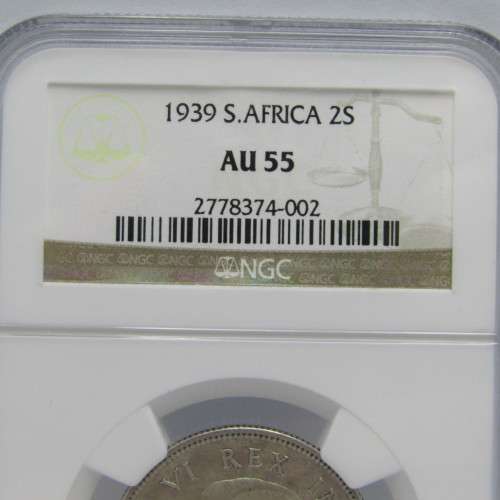 1939 S.AFRICA 2S
AU 55
2778374-002
NGC
VI REX